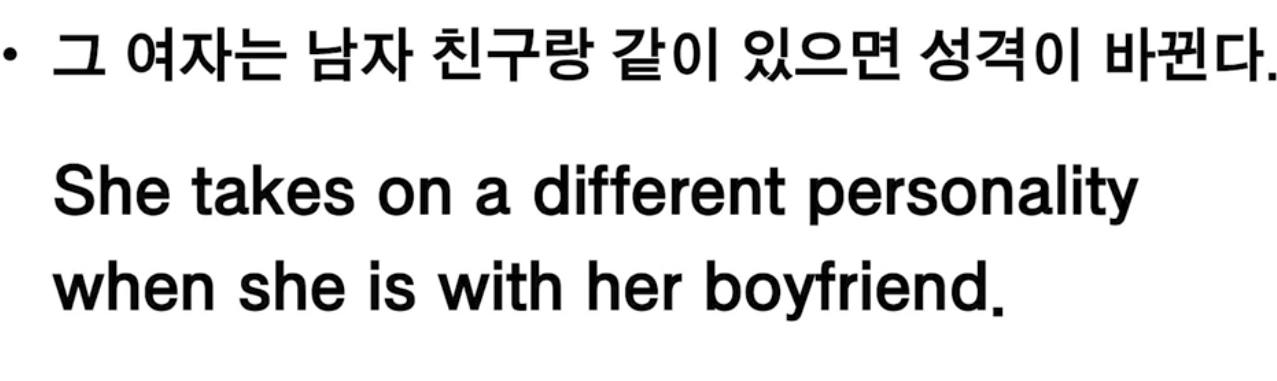 • 그 여자는 남자 친구랑 같이 있으면 성격이 바뀐다.
She takes on a different personality
when she is with her boyfriend.